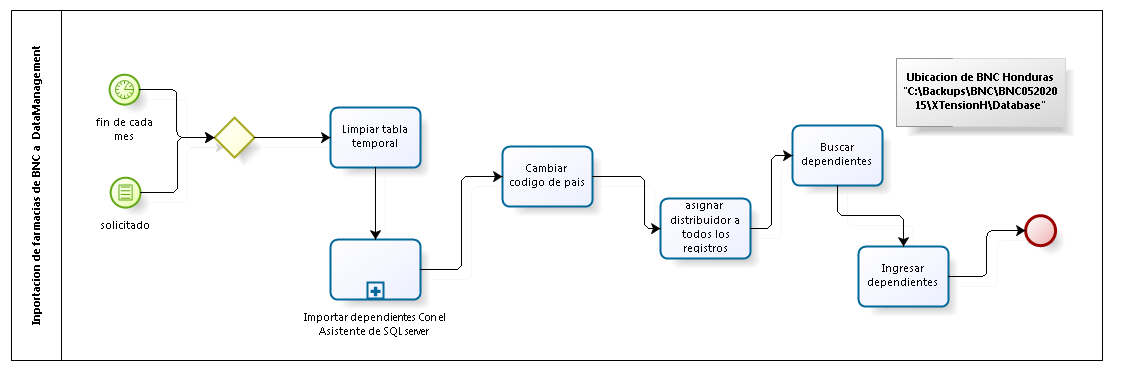 Inportacion de farmacias de BNC a DataManagement
fin de cada
mes
solicitado
Limpiar tabla
temporal
Importar dependientes Con el
Asistente de SQL server
Cambiar
codigo de pais
asignar
distribuidor a
todos los
registros
Buscar
dependientes
Ingresar
dependientes
Ubicacion de BNC Honduras
"C:\Backups\BNC\BNC052020
15\XTensionH\Database"